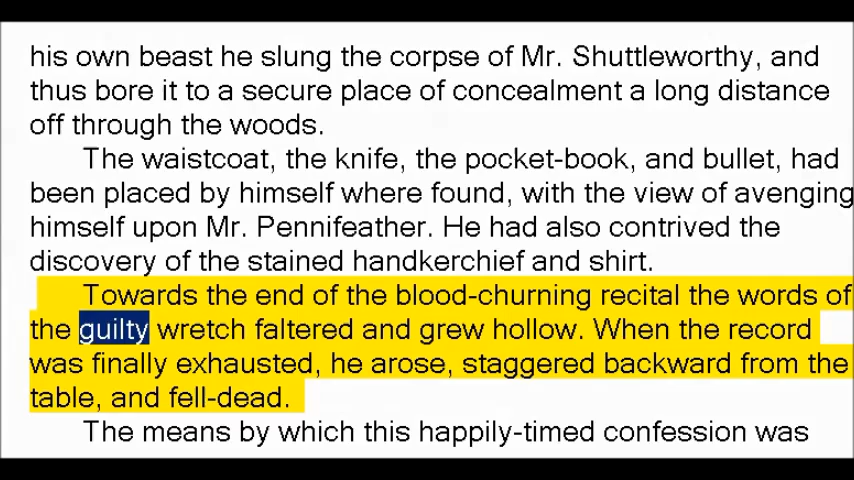 his own beast he slung the corpse of Mr. Shuttleworthy, and
thus bore it to a secure place of concealment a long distance
off through the woods.
The waistcoat, the knife, the pocket-book, and bullet, had
been placed by himself where found, with the view of avenging
himself upon Mr. Pennifeather. He had also contrived the
discovery of the stained handkerchief and shirt.
Towards the end of the blood-churning recital the words of
the guilty wretch faltered and grew hollow. When the record
was finally exhausted, he arose, staggered backward from the
table, and fell-dead.
The means by which this happily-timed confession was